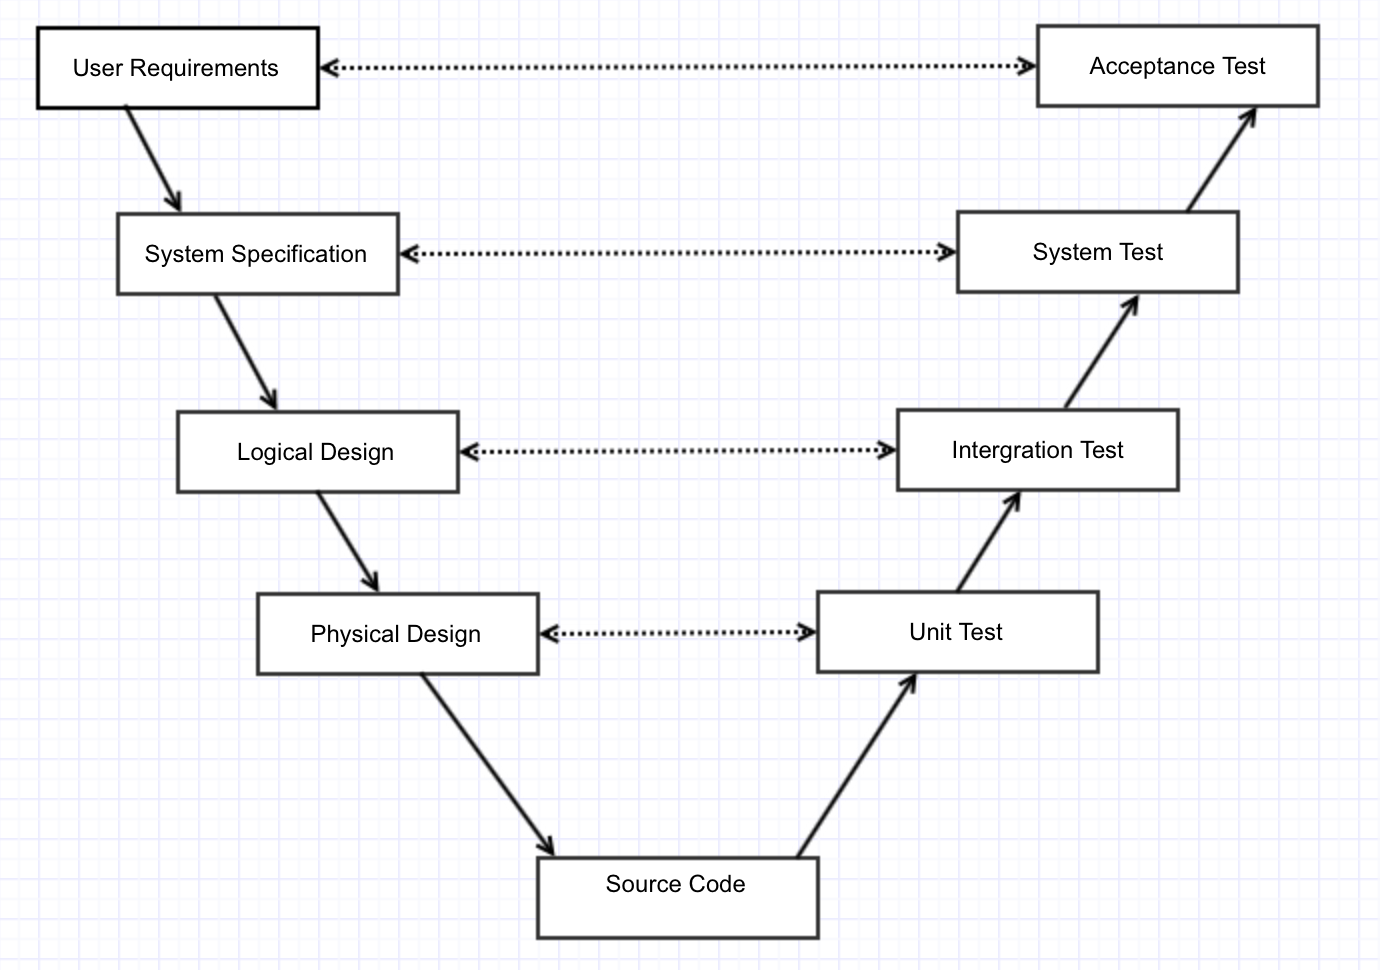 User Requirements
Acceptance Test
System Specification
System Test
Logical Design
Intergration Test
Physical Design
Unit Test
Source Code